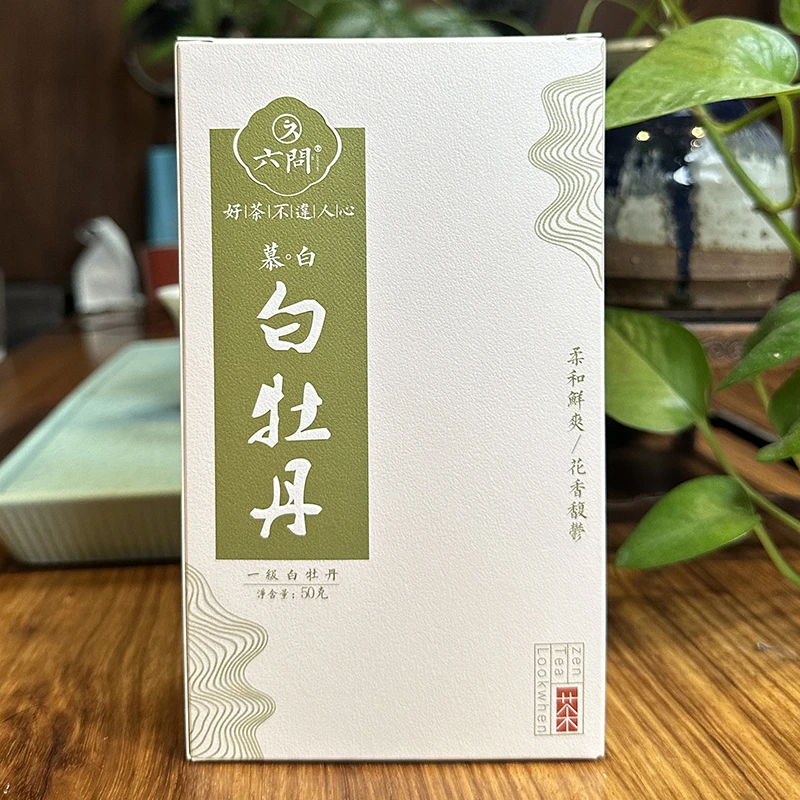 六問
好茶不違人心
慕。白
白牡丹
一級白牡丹
淨含量：50克
柔和鮮爽/花香馥鬱
zen
Tea
Lookwhen
茶